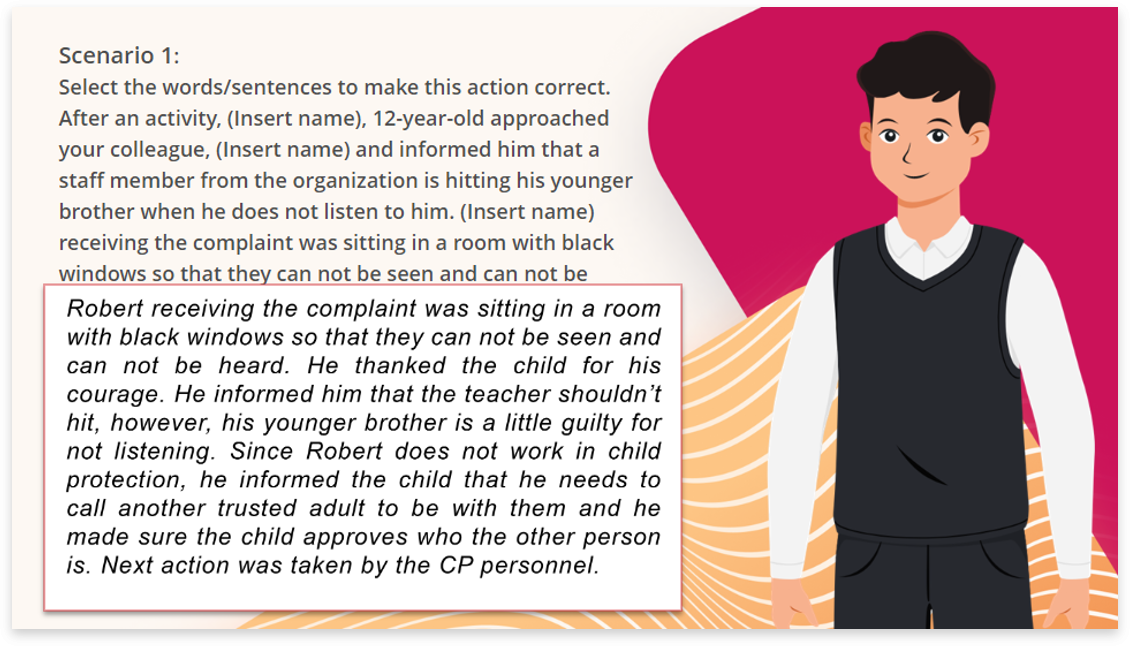 Scenario 1:
Select the words/sentences to make this action correct.
After an activity, (Insert name), 12-year-old approached
your colleague, (Insert name) and informed him that a
staff member from the organization is hitting his younger
brother when he does not listen to him. (Insert name)
receiving the complaint was sitting in a room with black
windows so that they can not be seen and can not be
Robert receiving the complaint was sitting in a room
with black windows so that they can not be seen and
can not be heard. He thanked the child for his
courage. He informed him that the teacher shouldn’t
hit, however, his younger brother is a little guilty for
not listening. Since Robert does not work in child
protection, he informed the child that he needs to
call another trusted adult to be with them and he
made sure the child approves who the other person
is. Next action was taken by the CP personnel.